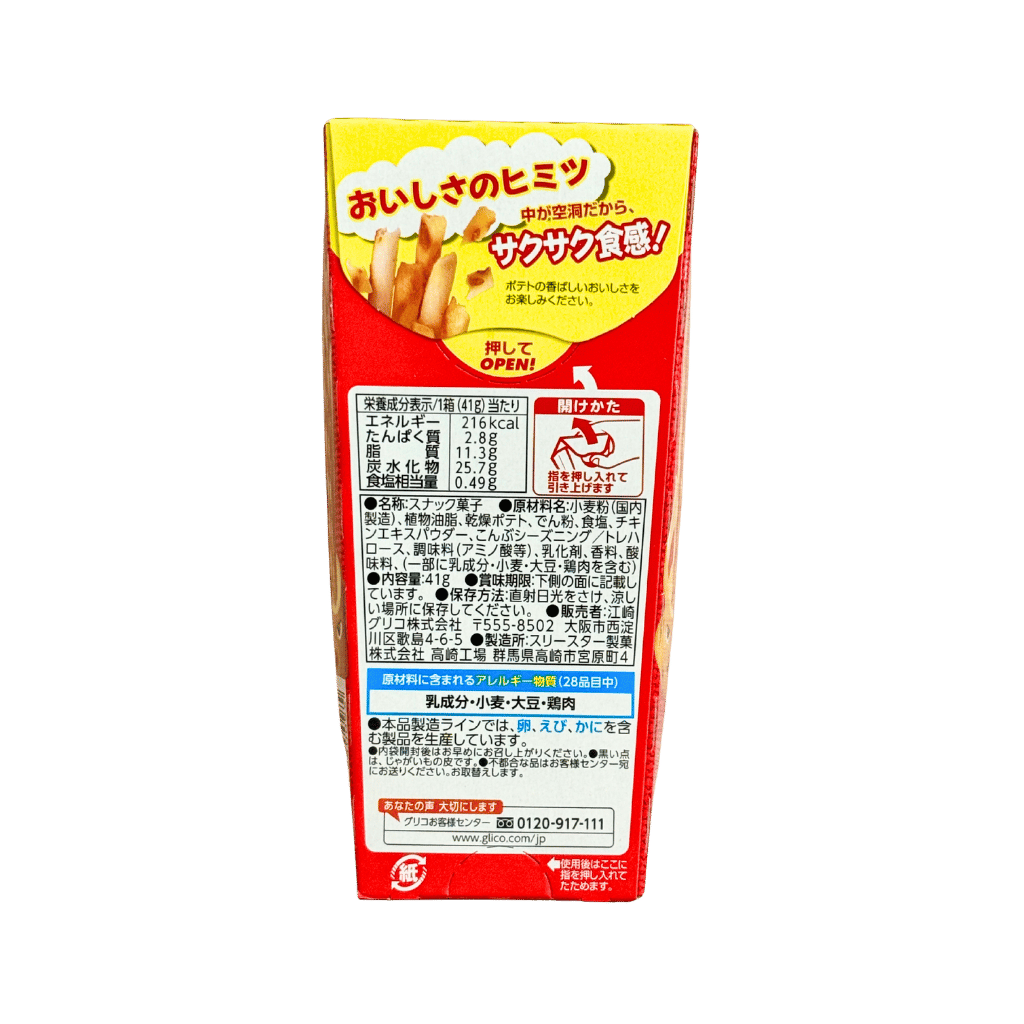 おいしさのヒミツ
中が空洞だから、
サクサク食感!
ポテトの香ばしいおいしさを
お楽しみください。
押して
OPEN!
栄養成分表示/1箱(41g)当たり
エネルギー 216kcal
たんぱく質 2.8g
脂質 11.3g
炭水化物 25.7g
食塩相当量 0.49g
開けかた
指を押し入れて
引き上げます
●名称:スナック菓子 ●原材料名:小麦粉(国内
製造)、植物油脂、乾燥ポテト、でん粉、食塩、チキ
ンエキスパウダー、こんぶシーズニング/トレハ
ロース、調味料(アミノ酸等)、乳化剤、香料、酸
味料、(一部に乳成分・小麦・大豆・鶏肉を含む)
●内容量:41g ●賞味期限:下側の面に記載し
ています。 ●保存方法:直射日光をさけ、涼し
い場所に保存してください。 ●販売者:江崎
グリコ株式会社 〒555-8502 大阪市西淀
川区歌島4-6-5 ●製造所:スリースター製菓
株式会社 高崎工場 群馬県高崎市宮原町4
原材料に含まれるアレルギー物質(28品目中)
乳成分・小麦・大豆・鶏肉
●本品製造ラインでは、卵、えび、かにを含
む製品を生産しています。
●内袋開封後はお早めにお召し上がりください。●黒い点
は、じゃがいもの皮です。●不都合な品はお客様センター宛
にお送りください。お取替えします。
あなたの声 大切にします
グリコお客様センター 0120-917-111
www.glico.com/jp
紙
使用後はここに
指を押し入れて
たためます。